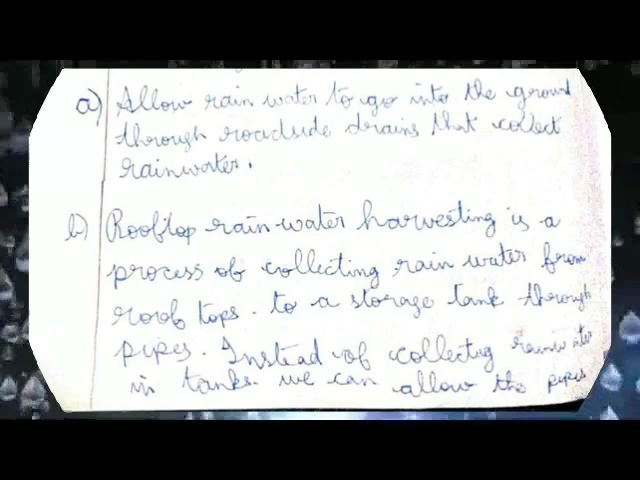 a) Allow rain water to go into the ground
through roadside drains that collect
rainwater.
b) Rooftop rain water harvesting is a
process of collecting rain water from
roof tops. to a storage tank through
pipes. Instead of collecting rainwater
in tanks. we can allow the pipes